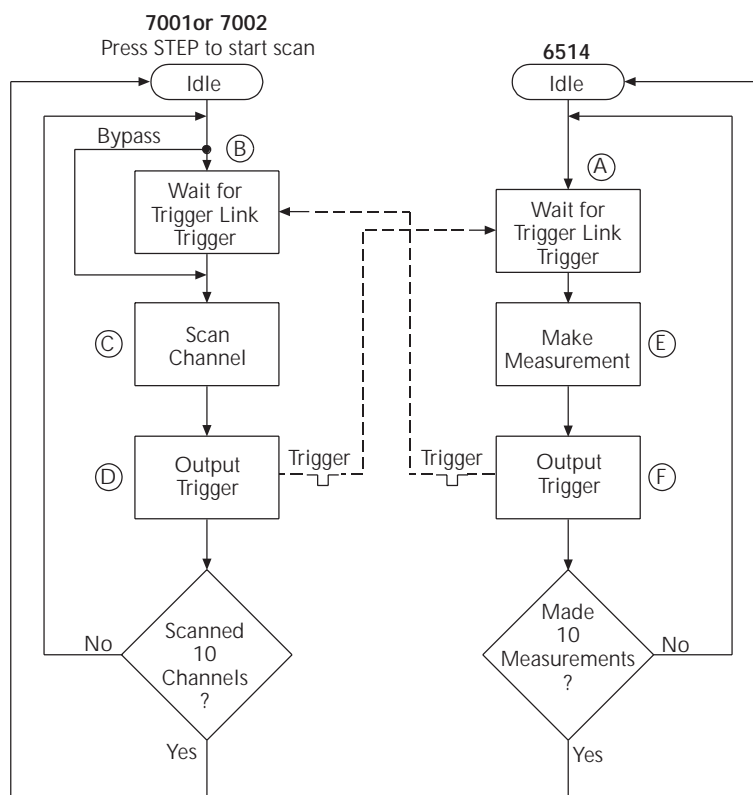 7001or 7002
Press STEP to start scan
Idle
Bypass
B
Wait for
Trigger Link
Trigger
C
Scan
Channel
D
Output
Trigger
Trigger
Scanned
10
Channels
?
No
Yes
6514
Idle
A
Wait for
Trigger Link
Trigger
Make
Measurement
E
Trigger
Output
Trigger
F
Made
10
Measurements
?
No
Yes